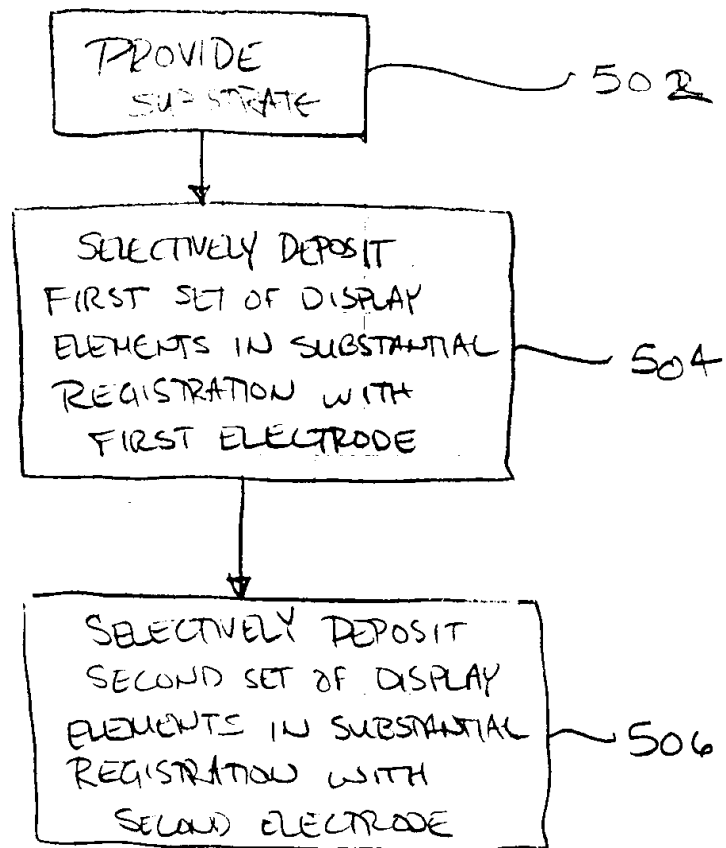 PROVIDE
SUBSTRATE
502
SELECTIVELY DEPOSIT
FIRST SET OF DISPLAY
ELEMENTS IN SUBSTANTIAL
REGISTRATION WITH
FIRST ELECTRODE
504
SELECTIVELY DEPOSIT
SECOND SET OF DISPLAY
ELEMENTS IN SUBSTANTIAL
REGISTRATION WITH
SECOND ELECTRODE
506